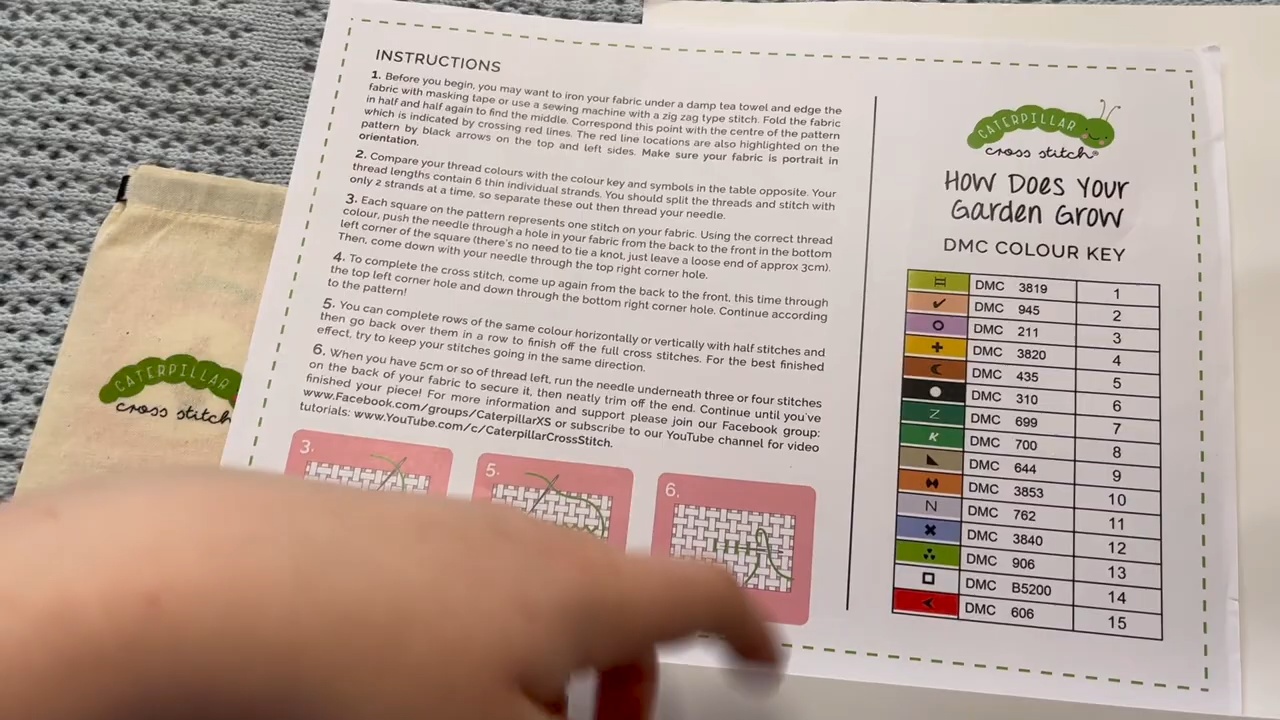 INSTRUCTIONS
1. Before you begin, you may want to iron your fabric under a damp tea towel and edge the
fabric with masking tape or use a sewing machine with a zig zag type stitch. Fold the fabric
in half and half again to find the middle. Correspond this point with the centre of the pattern
which is indicated by crossing red lines. The red line locations are also highlighted on the
pattern by black arrows on the top and left sides. Make sure your fabric is portrait in
orientation.
2. Compare your thread colours with the colour key and symbols in the table opposite. Your
thread lengths contain 6 thin individual strands. You should split the threads and stitch with
only 2 strands at a time, so separate these out then thread your needle.
3. Each square on the pattern represents one stitch on your fabric. Using the correct thread
colour, push the needle through a hole in your fabric from the back to the front in the bottom
left corner of the square (there's no need to tie a knot, just leave a loose end of approx 3cm).
Then, come down with your needle through the top right corner hole.
4. To complete the cross stitch, come up again from the back to the front, this time through
the top left corner hole and down through the bottom right corner hole. Continue according
to the pattern!
5. You can complete rows of the same colour horizontally or vertically with half stitches and
then go back over them in a row to finish off the full cross stitches. For the best finished
effect, try to keep your stitches going in the same direction.
6. When you have 5cm or so of thread left, run the needle underneath three or four stitches
on the back of your fabric to secure it, then neatly trim off the end. Continue until you've
finished your piece! For more information and support please join our Facebook group:
www.Facebook.com/groups/CaterpillarXS or subscribe to our YouTube channel for video
tutorials: www.YouTube.com/c/CaterpillarCrossStitch.
3.
5.
6.
CATERPILLAR
cross stitch®
How Does Your
Garden Grow
DMC COLOUR KEY
DMC 3819 1
DMC 945 2
DMC 211 3
DMC 3820 4
DMC 435 5
DMC 310 6
Z DMC 699 7
K DMC 700 8
DMC 644 9
DMC 3853 10
N DMC 762 11
DMC 3840 12
DMC 906 13
DMC B5200 14
DMC 606 15
CATERPILLAR
cross stitch